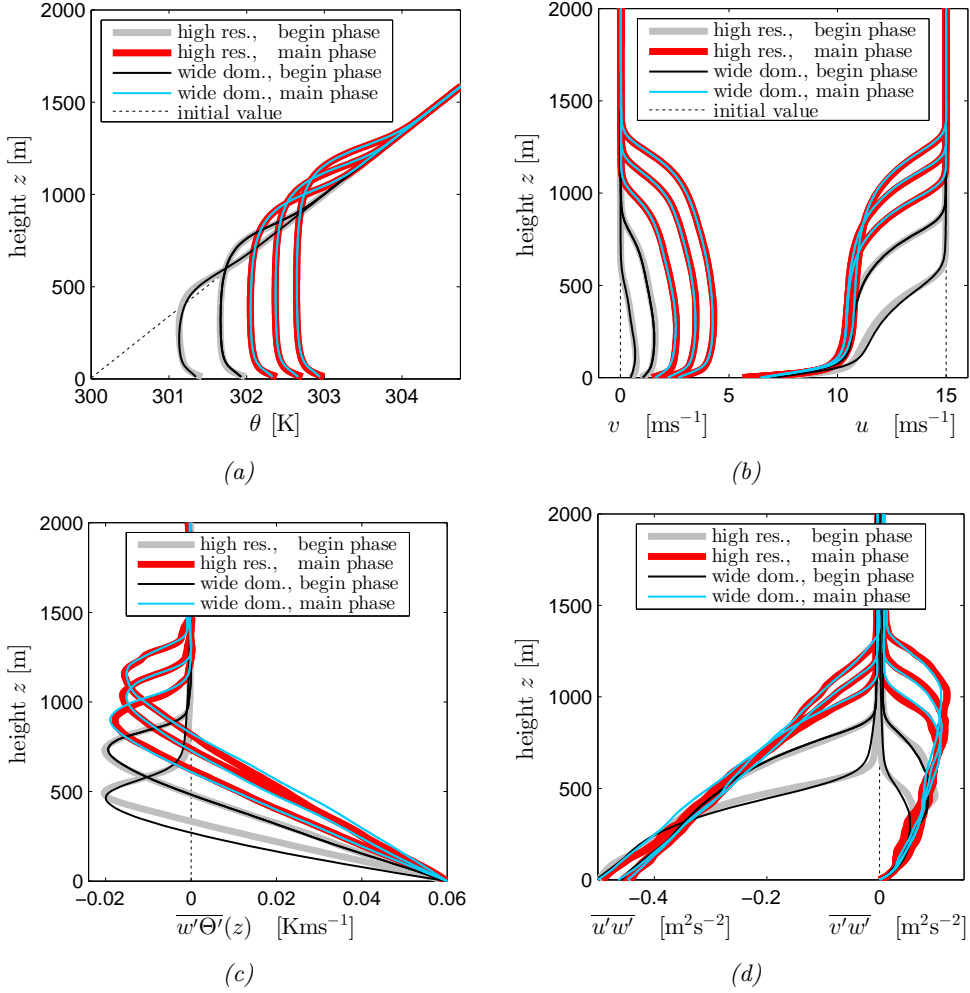 2000
1500
1000
500
0
height z [m]
high res., begin phase
high res., main phase
wide dom., begin phase
wide dom., main phase
initial value
300 301 302 303 304
θ [K]
(a)
2000
1500
1000
500
0
height z [m]
high res., begin phase
high res., main phase
wide dom., begin phase
wide dom., main phase
initial value
0 5 10 15
v [ms⁻¹] u [ms⁻¹]
(b)
2000
1500
1000
500
0
height z [m]
high res., begin phase
high res., main phase
wide dom., begin phase
wide dom., main phase
−0.02 0 0.02 0.04 0.06
w′Θ′(z) [Kms⁻¹]
(c)
2000
1500
1000
500
0
height z [m]
high res., begin phase
high res., main phase
wide dom., begin phase
wide dom., main phase
−0.4 −0.2 0
u′w′ [m²s⁻²] v′w′ [m²s⁻²]
(d)